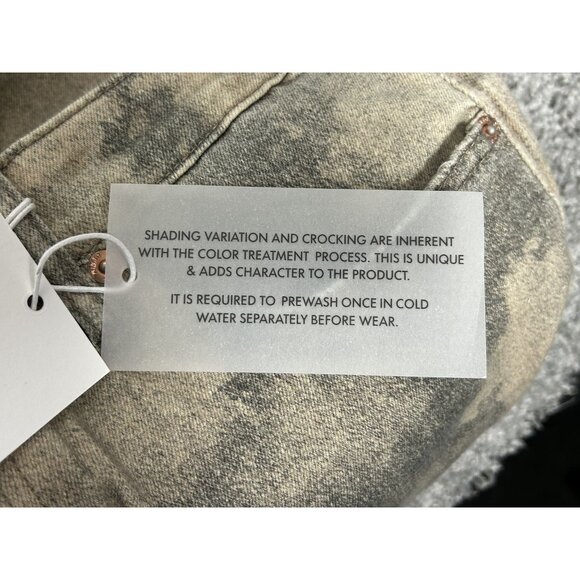 SHADING VARIATION AND CROCKING ARE INHERENT
WITH THE COLOR TREATMENT PROCESS. THIS IS UNIQUE
& ADDS CHARACTER TO THE PRODUCT.
IT IS REQUIRED TO PREWASH ONCE IN COLD
WATER SEPARATELY BEFORE WEAR.